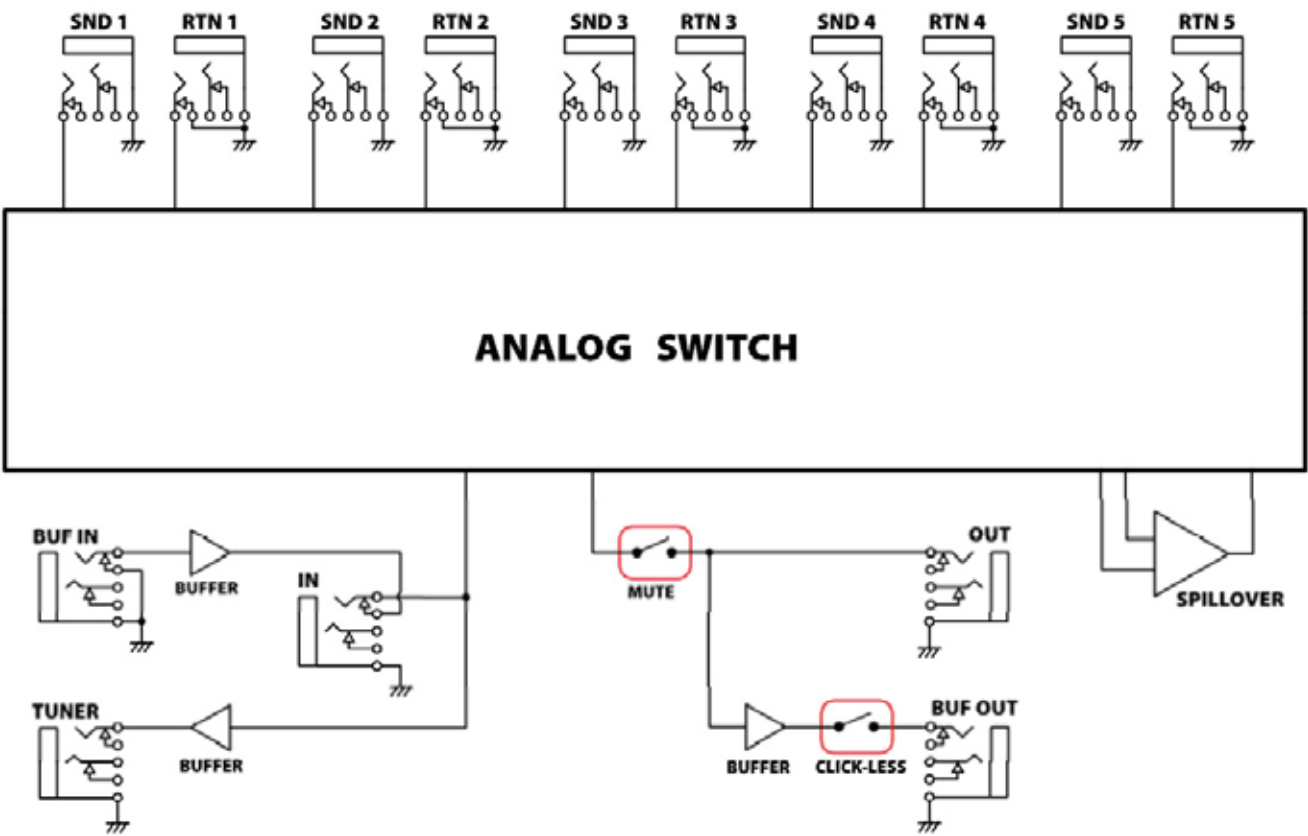 SND 1 RTN 1 SND 2 RTN 2 SND 3 RTN 3 SND 4 RTN 4 SND 5 RTN 5
ANALOG SWITCH
BUF IN
BUFFER
IN
MUTE
OUT
SPILLOVER
TUNER
BUFFER
BUFFER
CLICK-LESS
BUF OUT